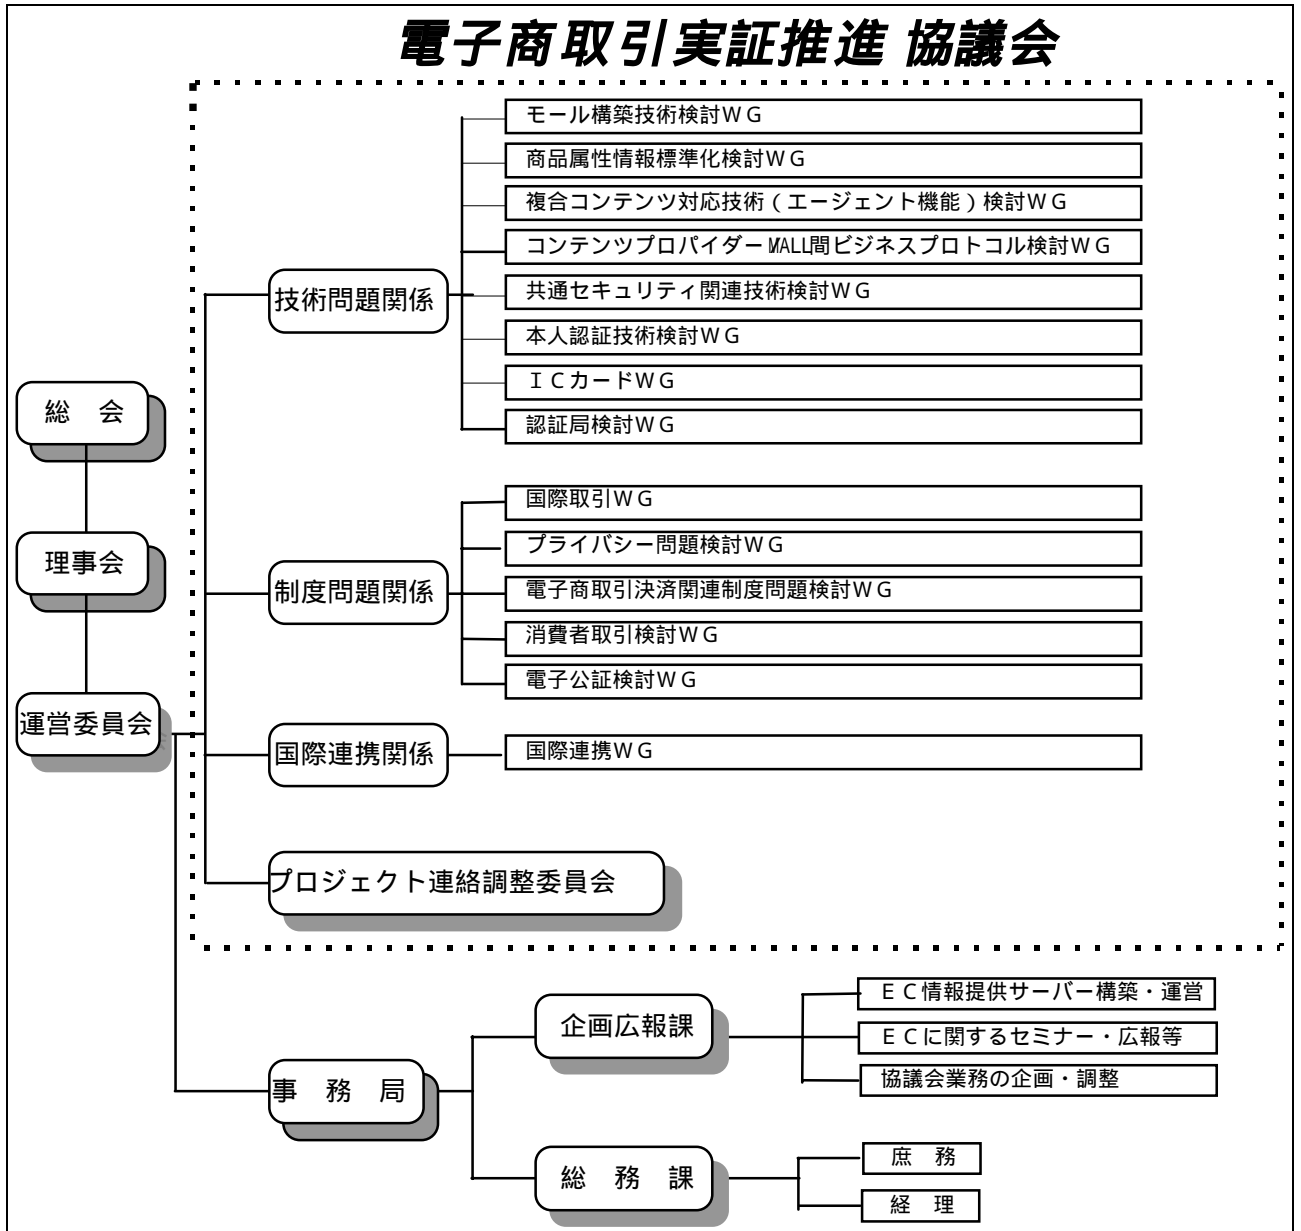 電子商取引実証推進 協議会
モール構築技術検討ＷＧ
商品属性情報標準化検討ＷＧ
複合コンテンツ対応技術（エージェント機能）検討ＷＧ
コンテンツプロパイダーMALL間ビジネスプロトコル検討ＷＧ
技術問題関係
共通セキュリティ関連技術検討ＷＧ
本人認証技術検討ＷＧ
ＩＣカードＷＧ
認証局検討ＷＧ
総　会
理事会
運営委員会
国際取引ＷＧ
プライバシー問題検討ＷＧ
制度問題関係
電子商取引決済関連制度問題検討ＷＧ
消費者取引検討ＷＧ
電子公証検討ＷＧ
国際連携関係
国際連携ＷＧ
プロジェクト連絡調整委員会
事　務　局
企画広報課
ＥＣ情報提供サーバー構築・運営
ＥＣに関するセミナー・広報等
協議会業務の企画・調整
総　務　課
庶　務
経　理